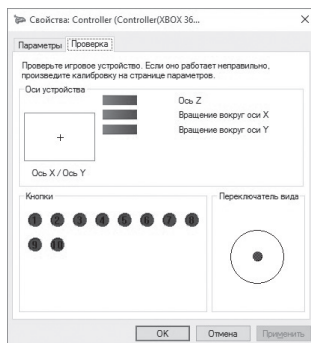 Свойства: Controller (Controller(XBOX 36...
Параметры Проверка
Проверьте игровое устройство. Если оно работает неправильно,
произведите калибровку на странице параметров.
Оси устройства
Ось Z
Вращение вокруг оси X
Вращение вокруг оси Y
Ось X / Ось Y
Кнопки
Переключатель вида
1 2 3 4 5 6 7 8
9 10
OK Отмена Применить